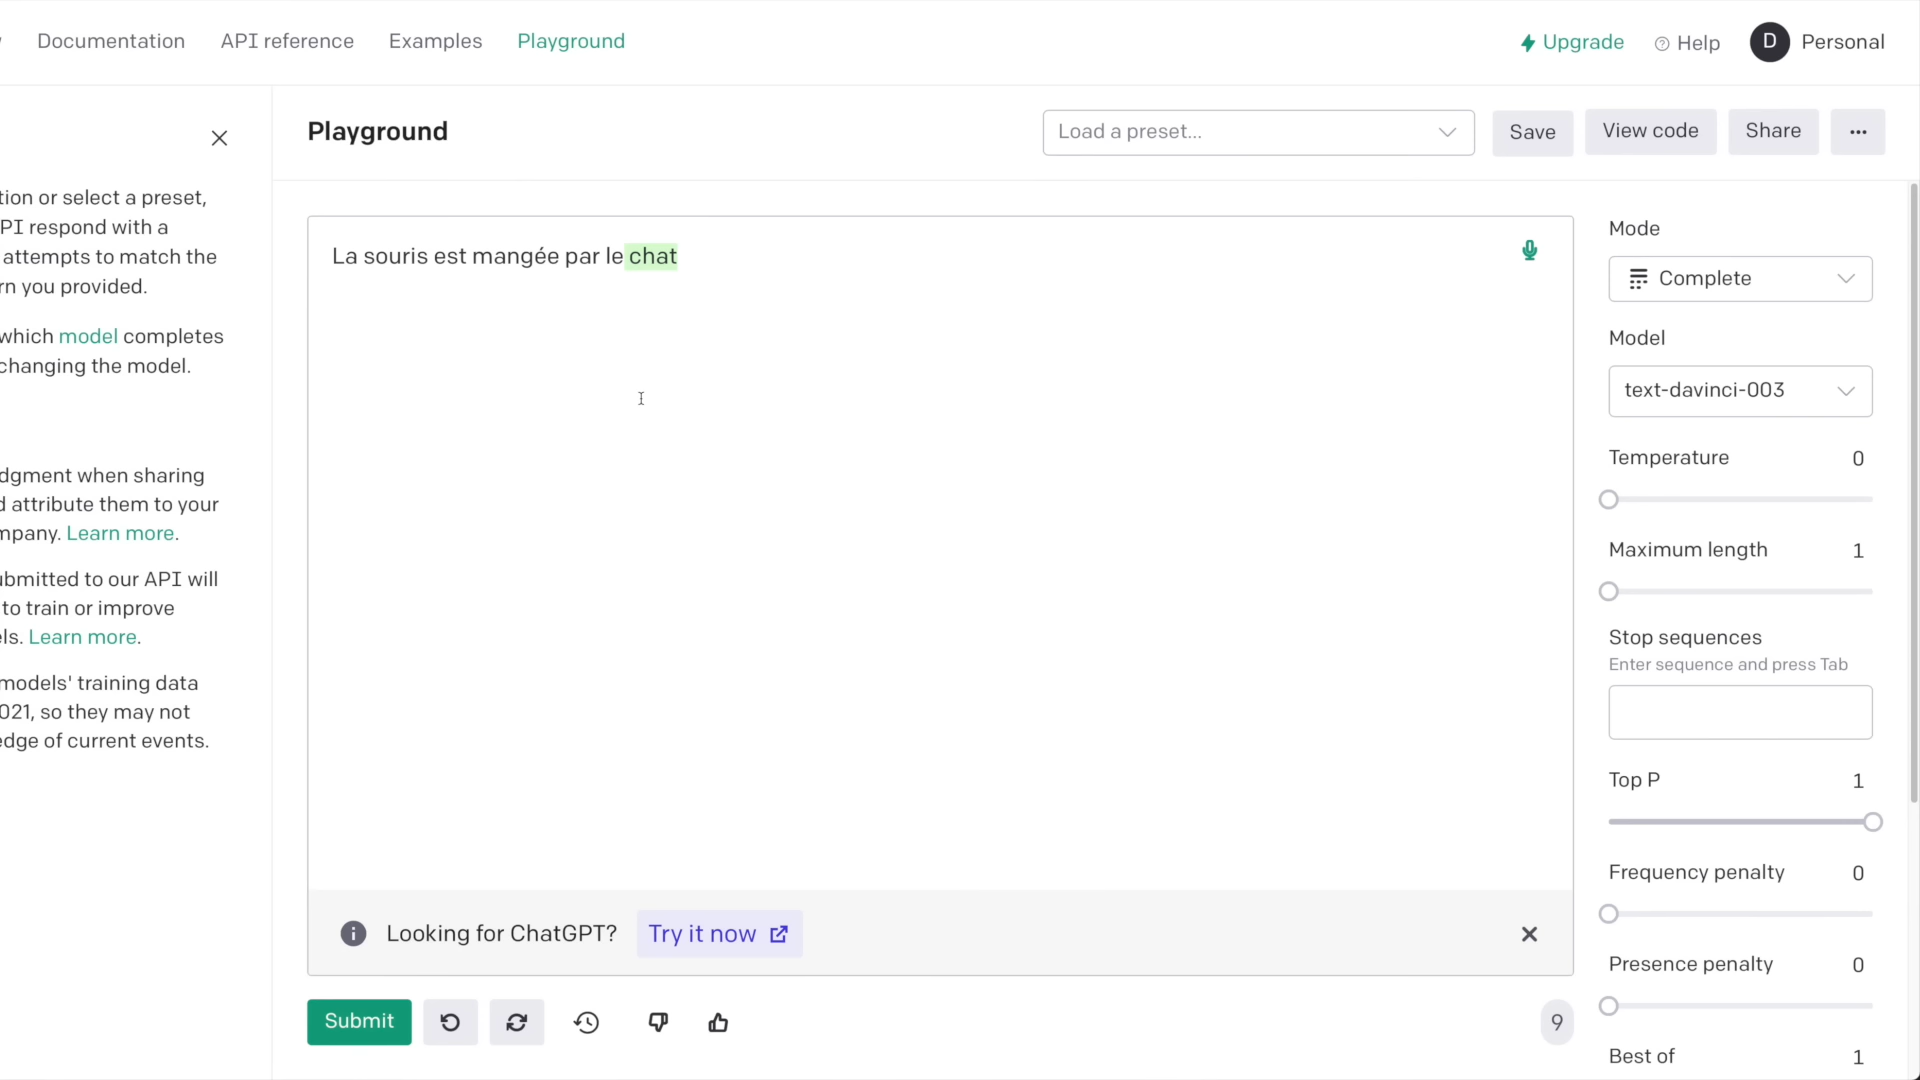 Documentation API reference Examples Playground
Upgrade Help D Personal
Playground
Load a preset...
Save View code Share ...
tion or select a preset,
PI respond with a
attempts to match the
rn you provided.
which model completes
changing the model.
dgment when sharing
d attribute them to your
mpany. Learn more.
ubmitted to our API will
to train or improve
els. Learn more.
models' training data
021, so they may not
edge of current events.
La souris est mangée par le chat
Looking for ChatGPT? Try it now
Submit
9
Mode
Complete
Model
text-davinci-003
Temperature 0
Maximum length 1
Stop sequences
Enter sequence and press Tab
Top P 1
Frequency penalty 0
Presence penalty 0
Best of 1